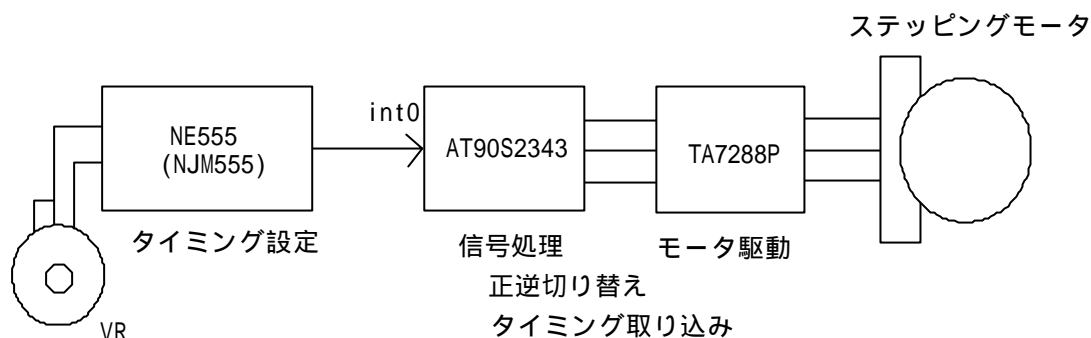 ステッピングモータ
int0
NE555
(NJM555)
AT90S2343
TA7288P
タイミング設定
信号処理
モータ駆動
正逆切り替え
タイミング取り込み
VR